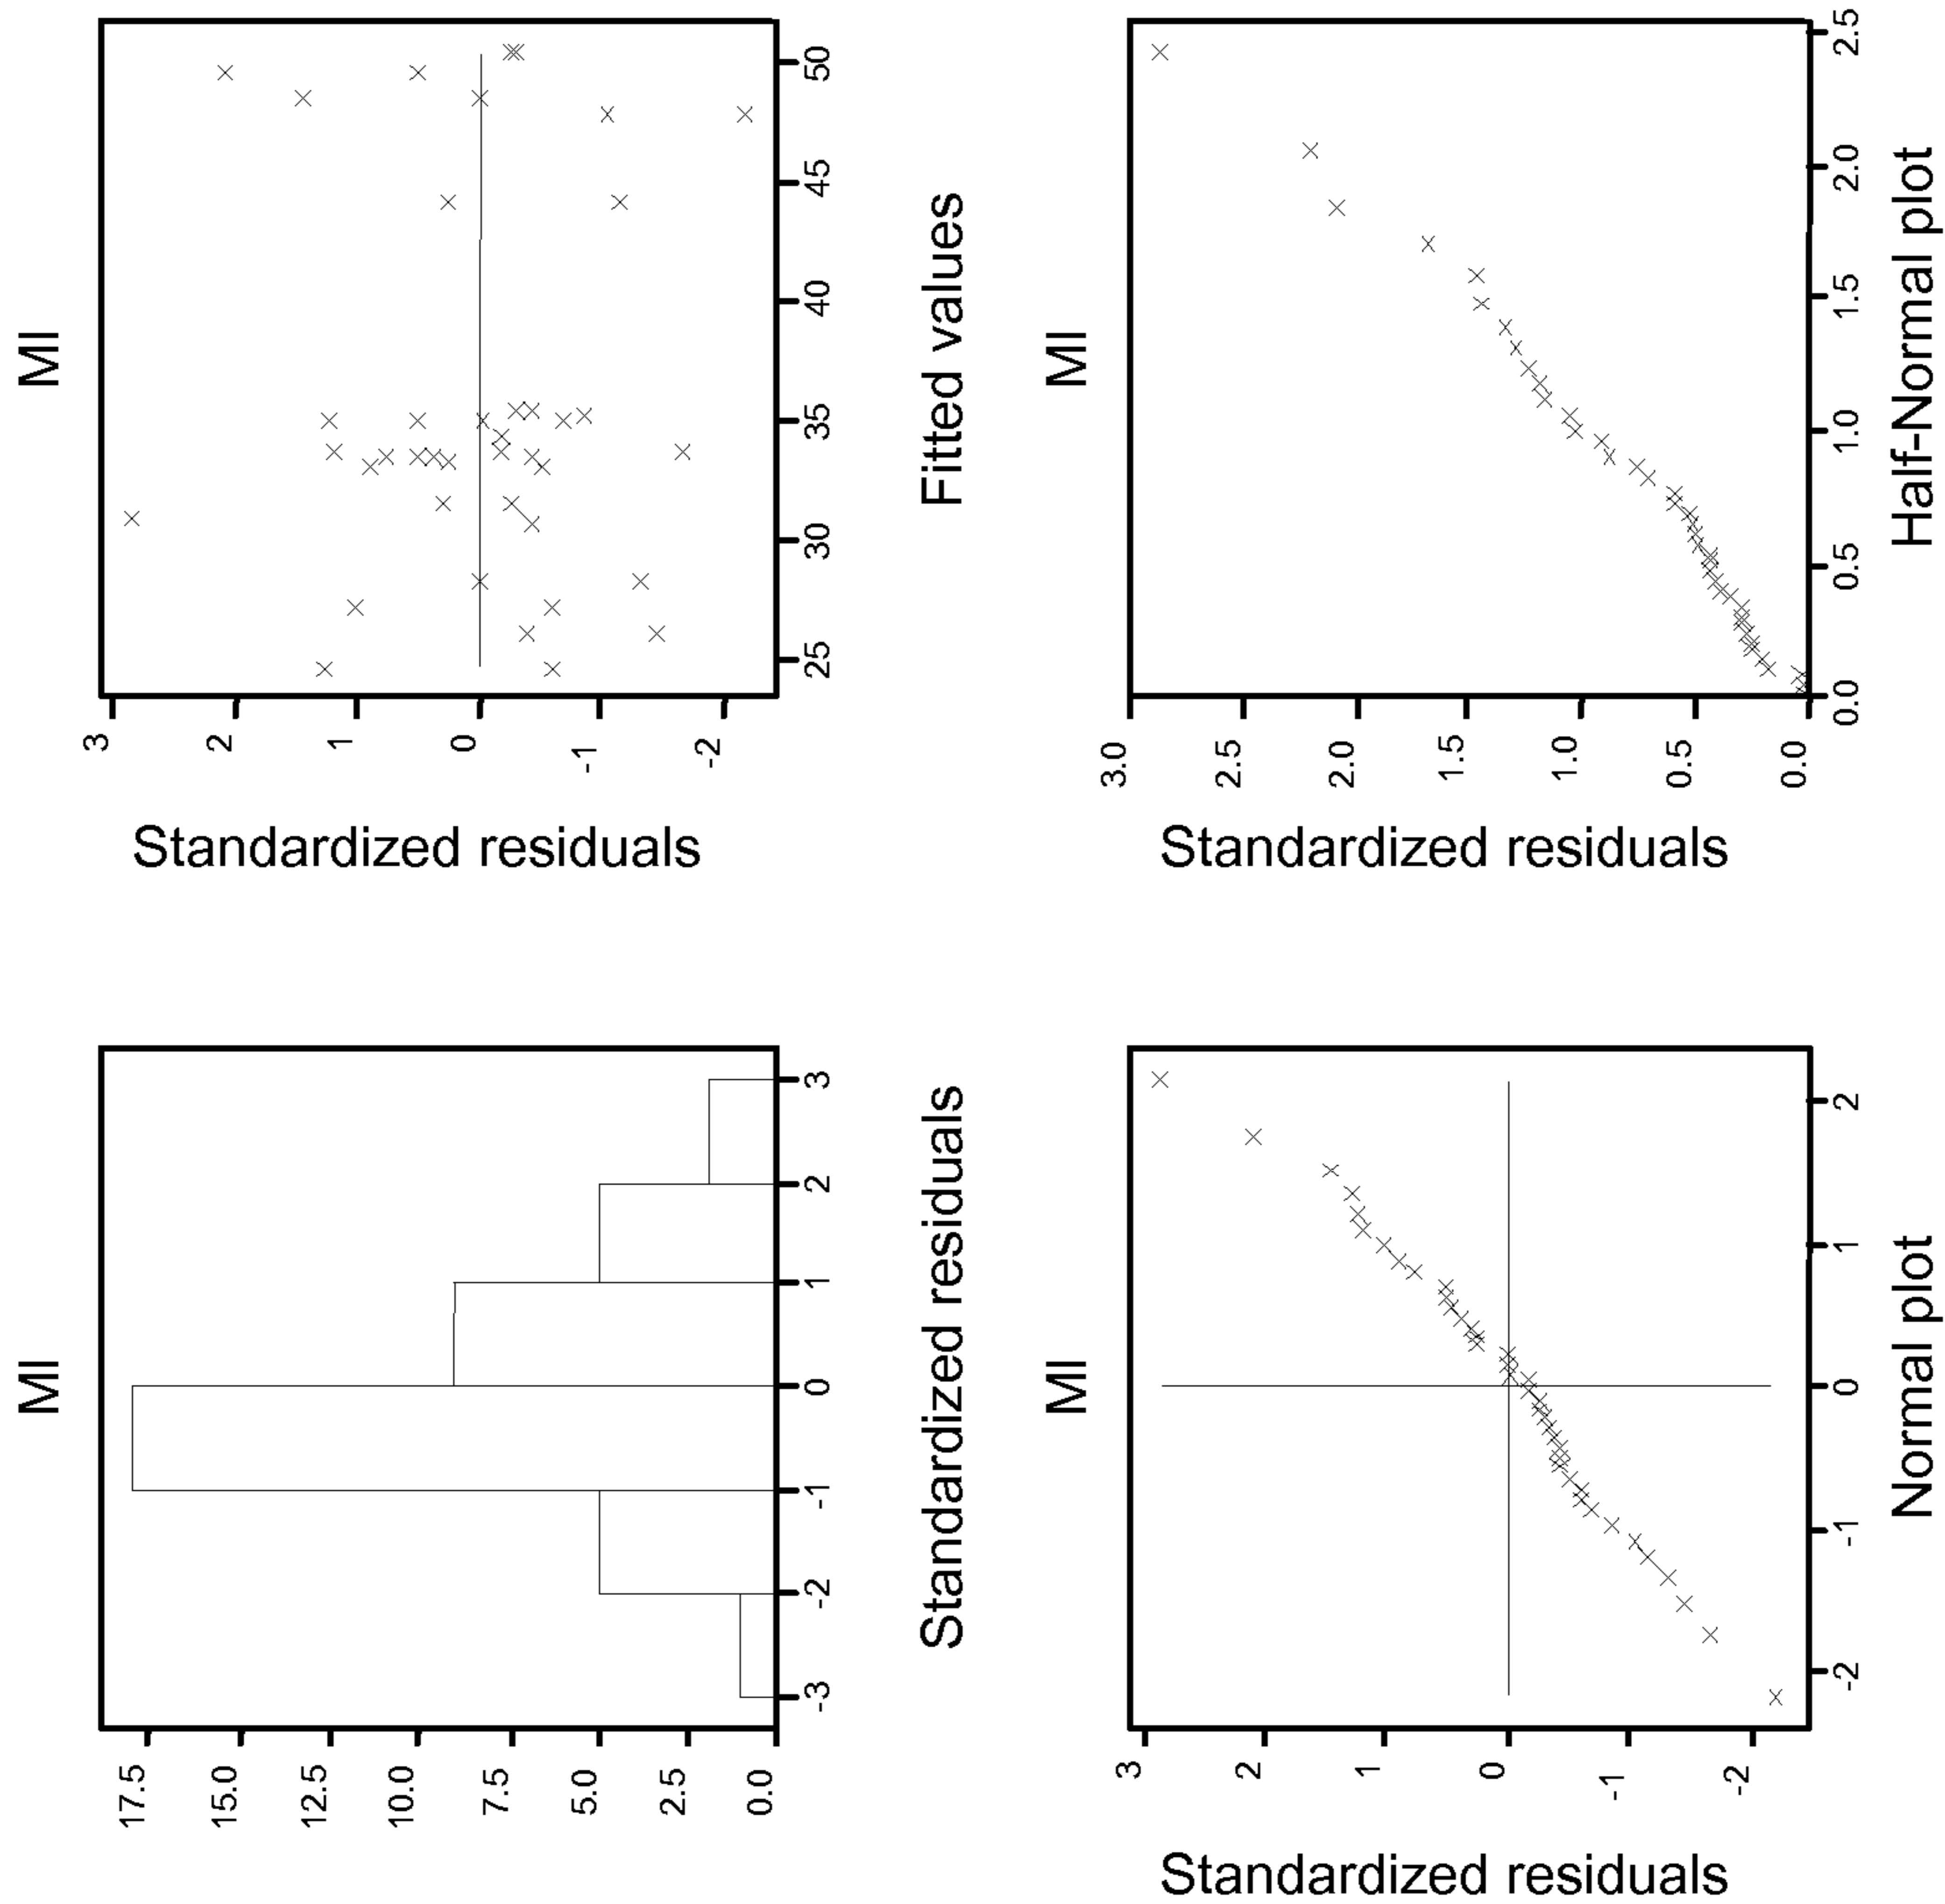 MI
17.5
15.0
12.5
10.0
7.5
5.0
2.5
0.0
-3 -2 -1 0 1 2 3
Standardized residuals
MI
Standardized residuals
3
2
1
0
-1
-2
25 30 35 40 45 50
Fitted values
MI
Standardized residuals
3
2
1
0
-1
-2
-2 -1 0 1 2
Normal plot
MI
Standardized residuals
3.0
2.5
2.0
1.5
1.0
0.5
0.0
0.0 0.5 1.0 1.5 2.0 2.5
Half-Normal plot